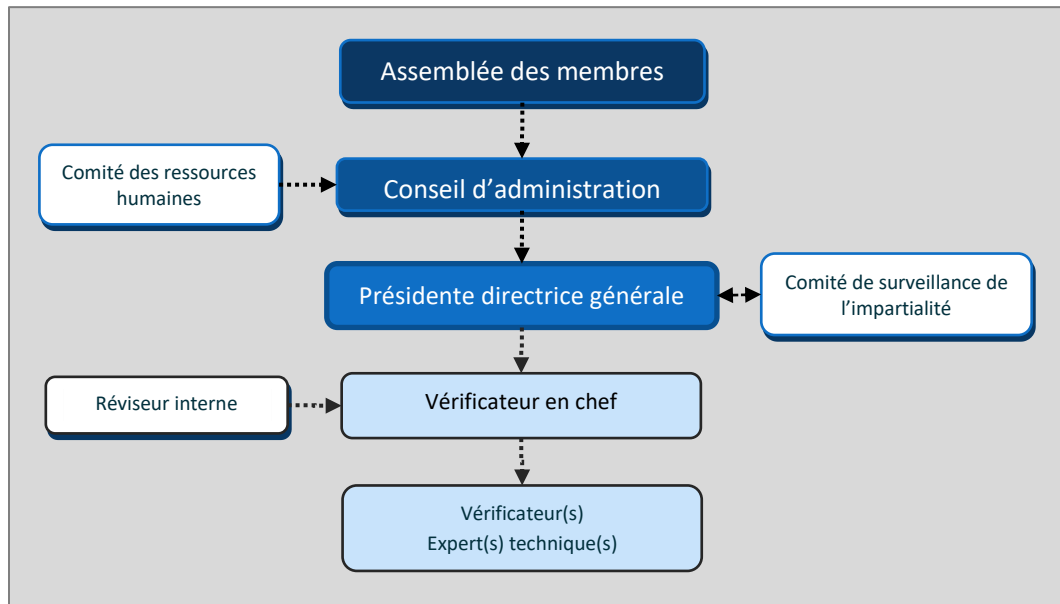 Assemblée des membres
Comité des ressources
humaines
Conseil d’administration
Présidente directrice générale
Comité de surveillance de
l’impartialité
Réviseur interne
Vérificateur en chef
Vérificateur(s)
Expert(s) technique(s)